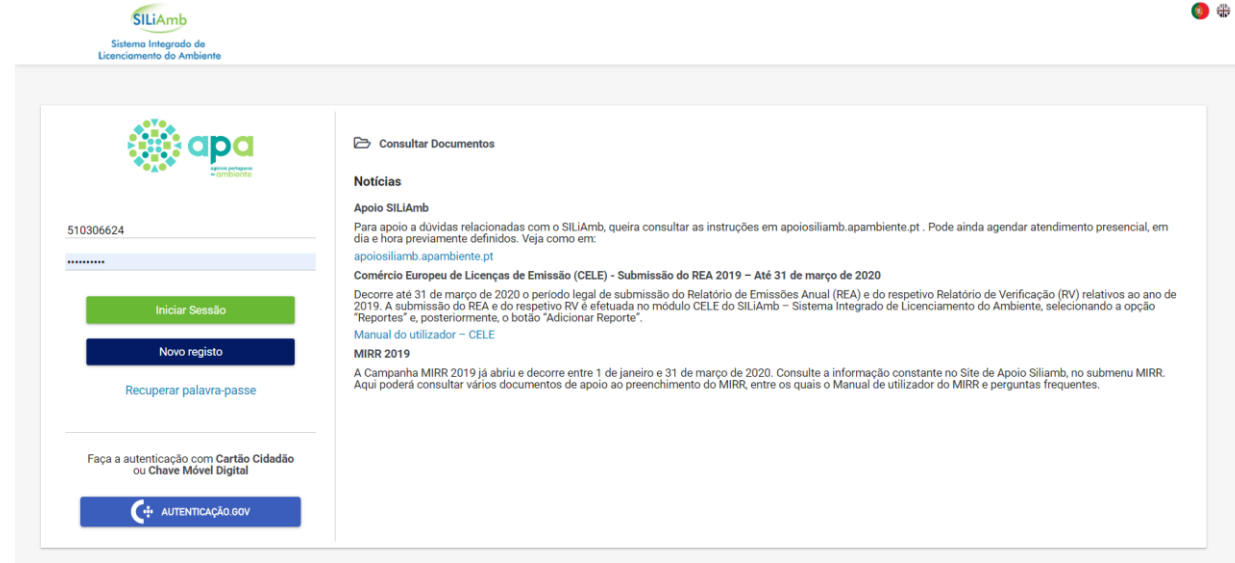 SILiAmb
Sistema Integrado de
Licenciamento do Ambiente
apa
agência portuguesa
do ambiente
510306624
••••••••••
Iniciar Sessão
Novo registo
Recuperar palavra-passe
Faça a autenticação com Cartão Cidadão
ou Chave Móvel Digital
AUTENTICAÇÃO.GOV
Consultar Documentos
Notícias
Apoio SILiAmb
Para apoio a dúvidas relacionadas com o SILiAmb, queira consultar as instruções em apoiosiliamb.apambiente.pt . Pode ainda agendar atendimento presencial, em
dia e hora previamente definidos. Veja como em:
apoiosiliamb.apambiente.pt
Comércio Europeu de Licenças de Emissão (CELE) - Submissão do REA 2019 – Até 31 de março de 2020
Decorre até 31 de março de 2020 o período legal de submissão do Relatório de Emissões Anual (REA) e do respetivo Relatório de Verificação (RV) relativos ao ano de
2019. A submissão do REA e do respetivo RV é efetuada no módulo CELE do SILiAmb – Sistema Integrado de Licenciamento do Ambiente, selecionando a opção
“Reportes” e, posteriormente, o botão “Adicionar Reporte”.
Manual do utilizador – CELE
MIRR 2019
A Campanha MIRR 2019 já abriu e decorre entre 1 de janeiro e 31 de março de 2020. Consulte a informação constante no Site de Apoio Siliamb, no submenu MIRR.
Aqui poderá consultar vários documentos de apoio ao preenchimento do MIRR, entre os quais o Manual de utilizador do MIRR e perguntas frequentes.